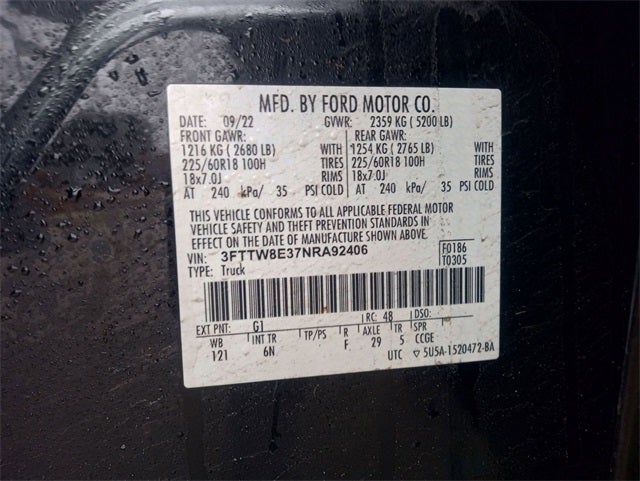 MFD. BY FORD MOTOR CO.
DATE: 09/22 GVWR: 2359 KG ( 5200 LB)
FRONT GAWR: REAR GAWR:
1216 KG ( 2680 LB) WITH 1254 KG ( 2765 LB) WITH
225/60R18 100H TIRES 225/60R18 100H TIRES
18x7.0J RIMS 18x7.0J RIMS
AT 240 kPa/ 35 PSI COLD AT 240 kPa/ 35 PSI COLD
THIS VEHICLE CONFORMS TO ALL APPLICABLE FEDERAL MOTOR
VEHICLE SAFETY AND THEFT PREVENTION STANDARDS IN
EFFECT ON THE DATE OF MANUFACTURE SHOWN ABOVE.
VIN: 3FTTW8E37NRA92406 F0186
TYPE: Truck T0305
EXT PNT: G1 RC: 48 DSO:
WB INT TR TP/PS R AXLE TR SPR
121 6N F 29 5 CCGE
UTC ▽ 5U5A-1520472-BA